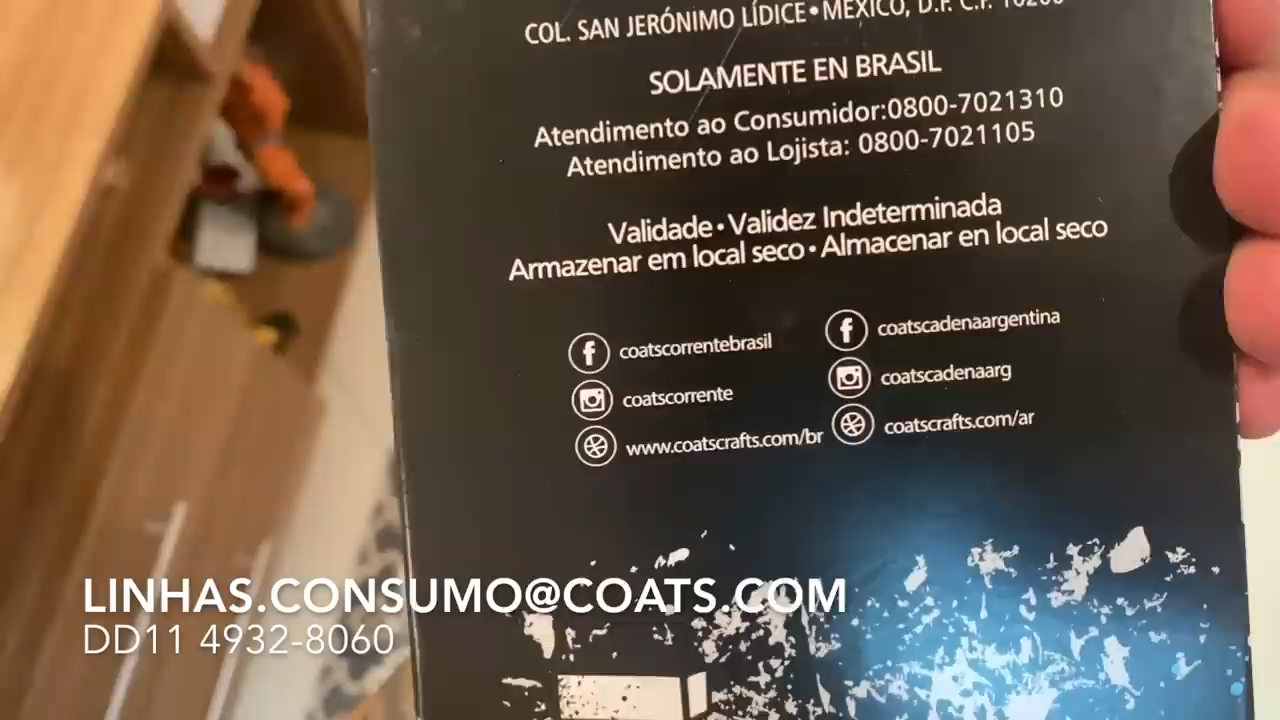 COL. SAN JERÓNIMO LÍDICE • MÉXICO, D.F. C.P. 10200
SOLAMENTE EN BRASIL
Atendimento ao Consumidor:0800-7021310
Atendimento ao Lojista: 0800-7021105
Validade • Validez Indeterminada
Armazenar em local seco • Almacenar en local seco
coatscorrentebrasil
coatscadenaargentina
coatscorrente
coatscadenaarg
www.coatscrafts.com/br
coatscrafts.com/ar
LINHAS.CONSUMO@COATS.COM
DD11 4932-8060